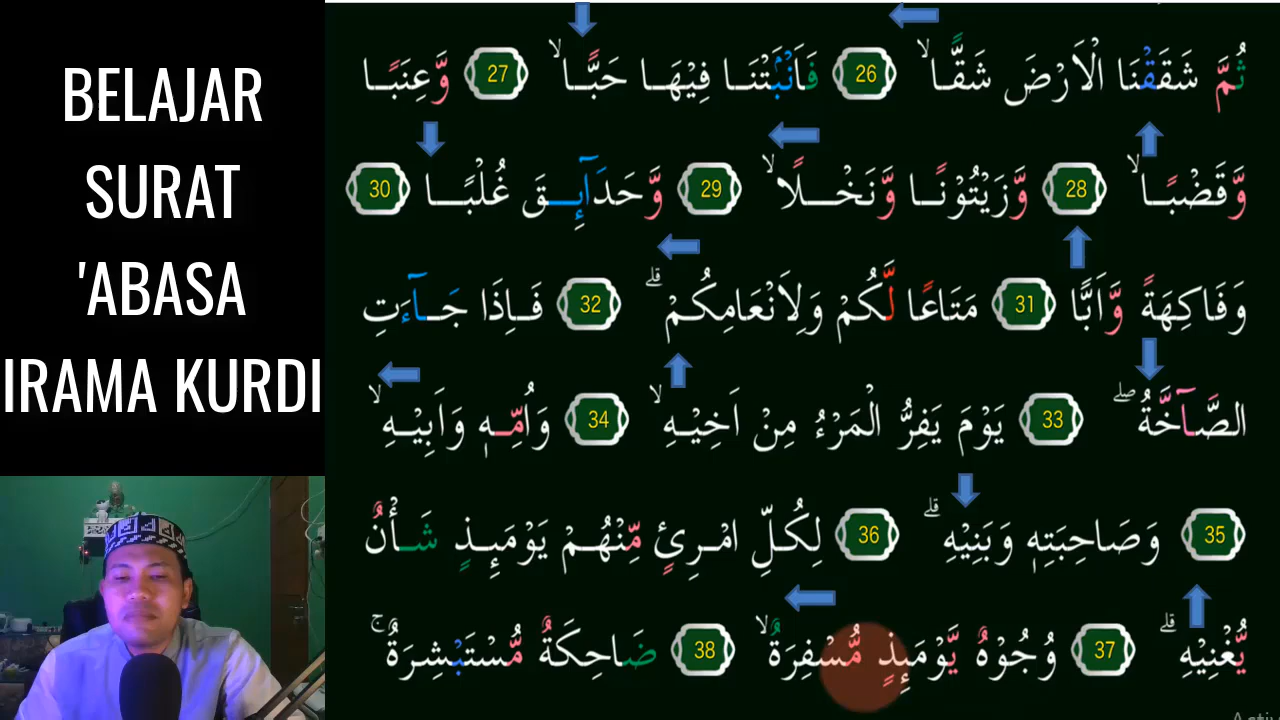 BELAJAR
SURAT
'ABASA
IRAMA KURDI
ثُمَّ شَقَقْنَا الْاَرْضَ شَقًّاۙ 26 فَاَنْۢبَتْنَا فِيْهَا حَبًّاۙ 27 وَّعِنَبًا
وَّقَضْبًاۙ 28 وَّزَيْتُوْنًا وَّنَخْلًاۙ 29 وَّحَدَاۤىِٕقَ غُلْبًا 30
وَفَاكِهَةً وَّاَبًّا 31 مَتَاعًا لَّكُمْ وَلِاَنْعَامِكُمْۗ 32 فَاِذَا جَاۤءَتِ
الصَّاۤخَّةُۖ 33 يَوْمَ يَفِرُّ الْمَرْءُ مِنْ اَخِيْهِۙ 34 وَاُمِّهٖ وَاَبِيْهِۙ
35 وَصَاحِبَتِهٖ وَبَنِيْهِۗ 36 لِكُلِّ امْرِئٍ مِّنْهُمْ يَوْمَىِٕذٍ شَأْنٌ
يُّغْنِيْهِۗ 37 وُجُوْهٌ يَّوْمَىِٕذٍ مُّسْفِرَةٌۙ 38 ضَاحِكَةٌ مُّسْتَبْشِرَةٌۚ